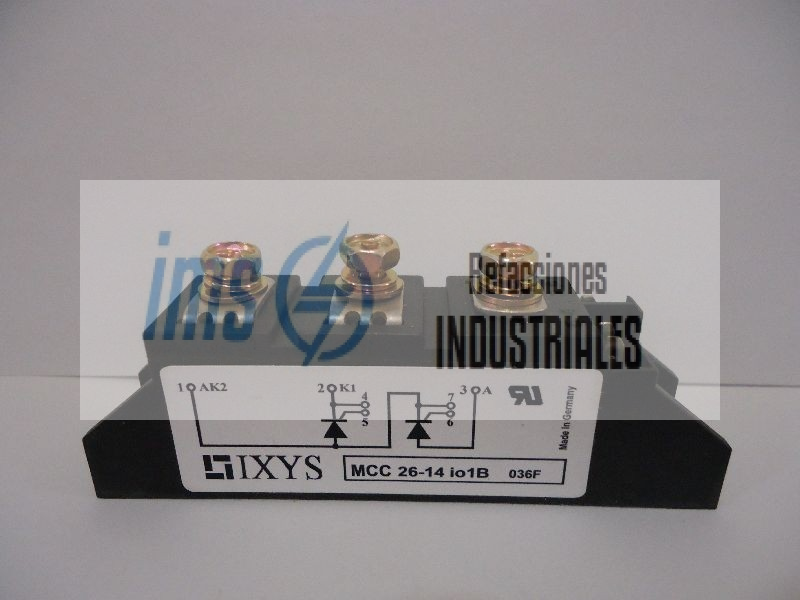 ims
Refacciones
INDUSTRIALES
1 AK2 2 K1 4 5 7 6 3 A
Made in Germany
IXYS MCC 26-14 io1B 036F